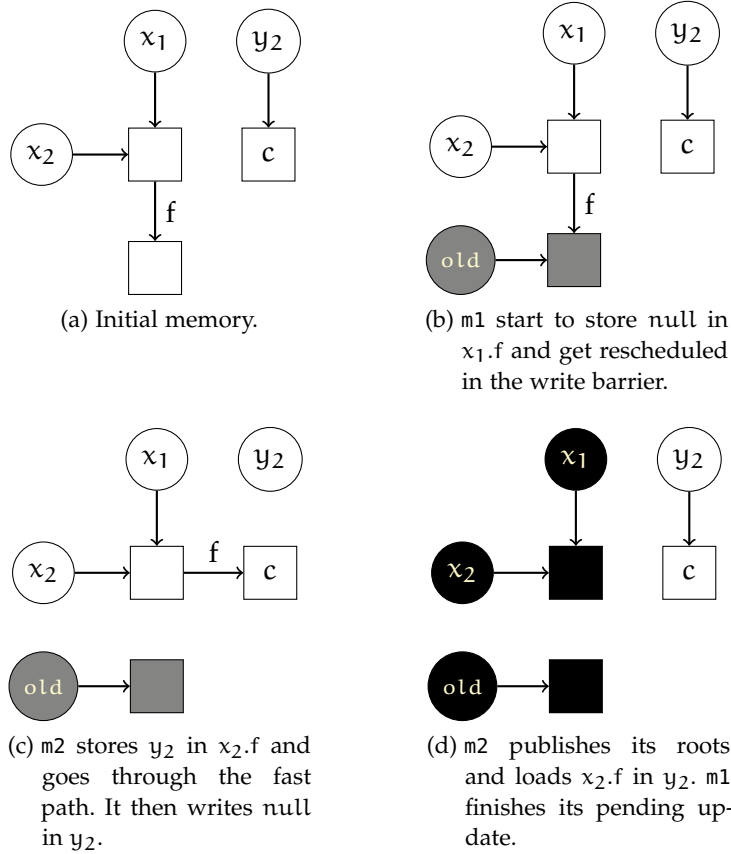 x1 y2
x2 c
f
(a) Initial memory.
x1 y2
x2 c
f
old
(b) m1 start to store null in
x1.f and get rescheduled
in the write barrier.
x1 y2
f
x2 c
old
(c) m2 stores y2 in x2.f and
goes through the fast
path. It then writes null
in y2.
x1 y2
x2 c
old
(d) m2 publishes its roots
and loads x2.f in y2. m1
finishes its pending up-
date.